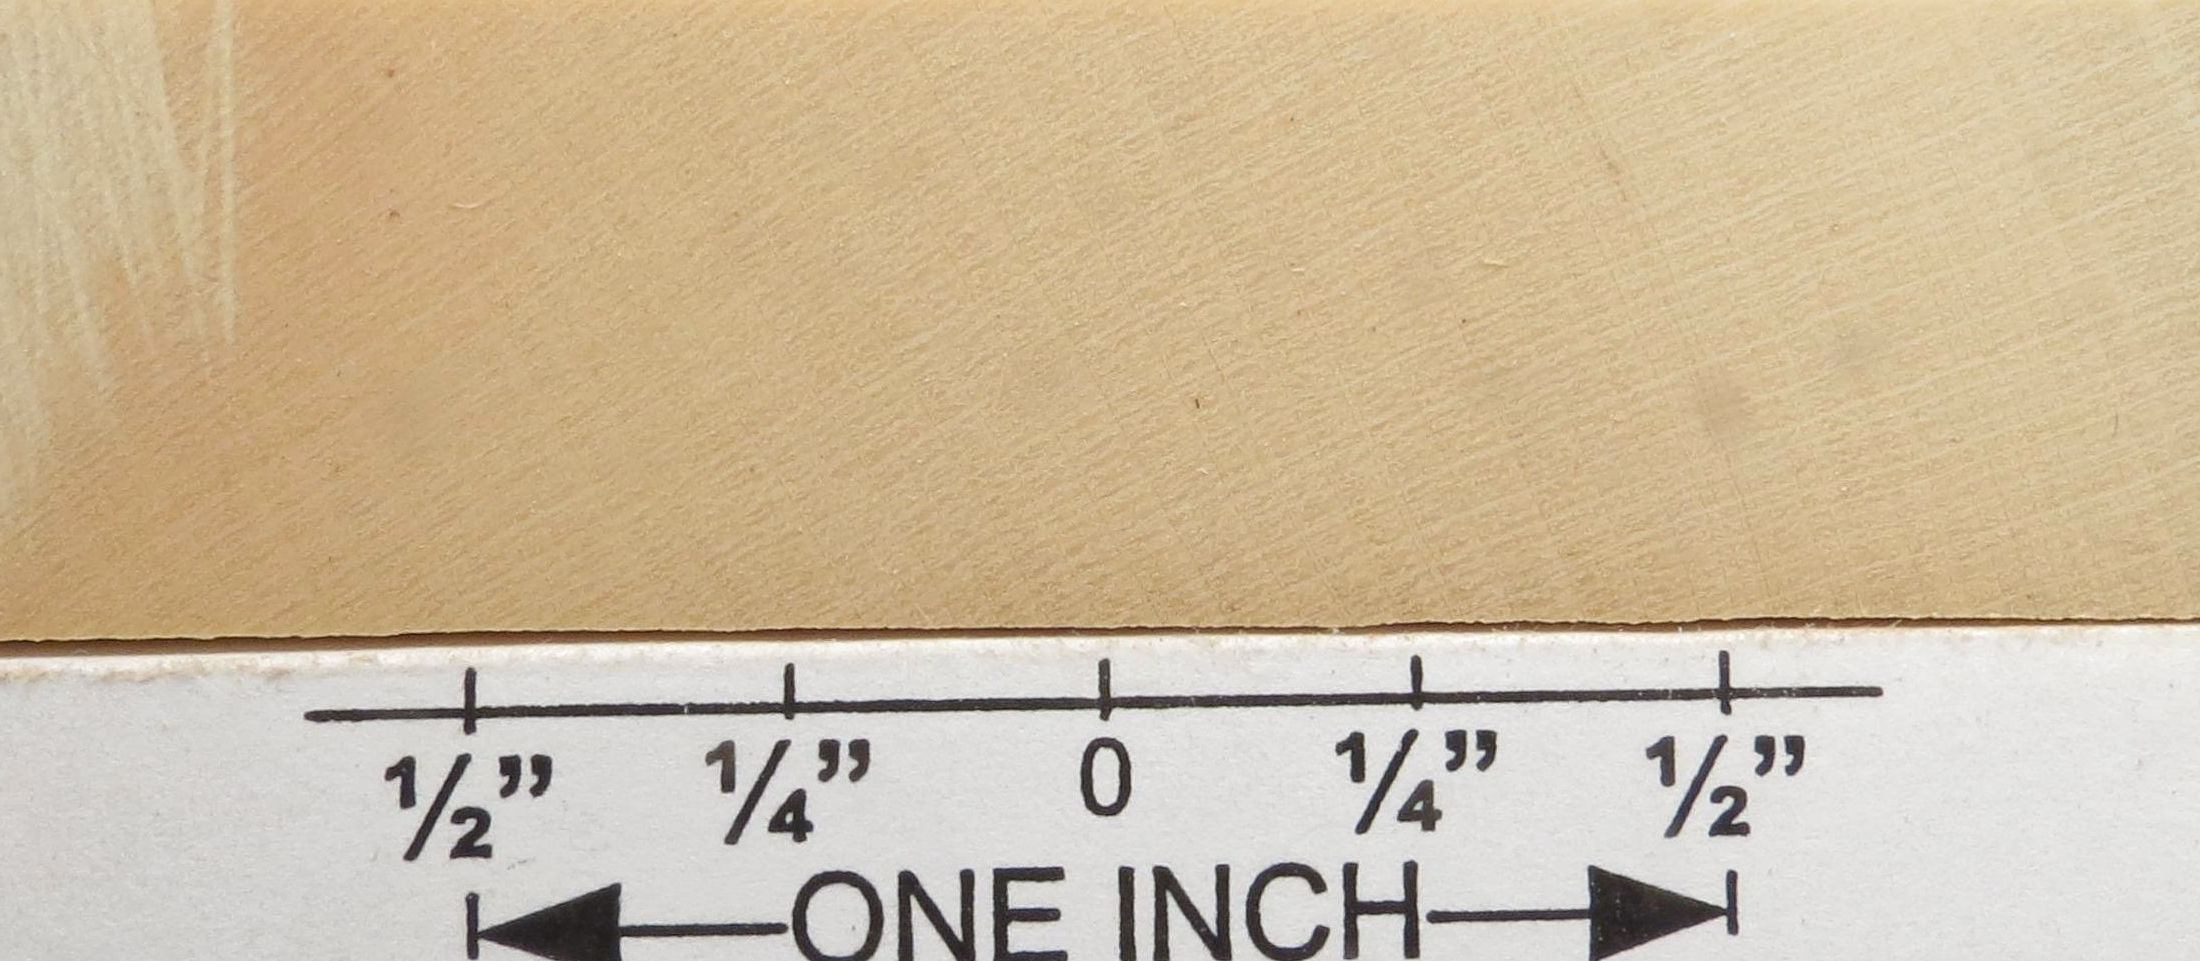 ½” ¼” 0 ¼” ½”
ONE INCH